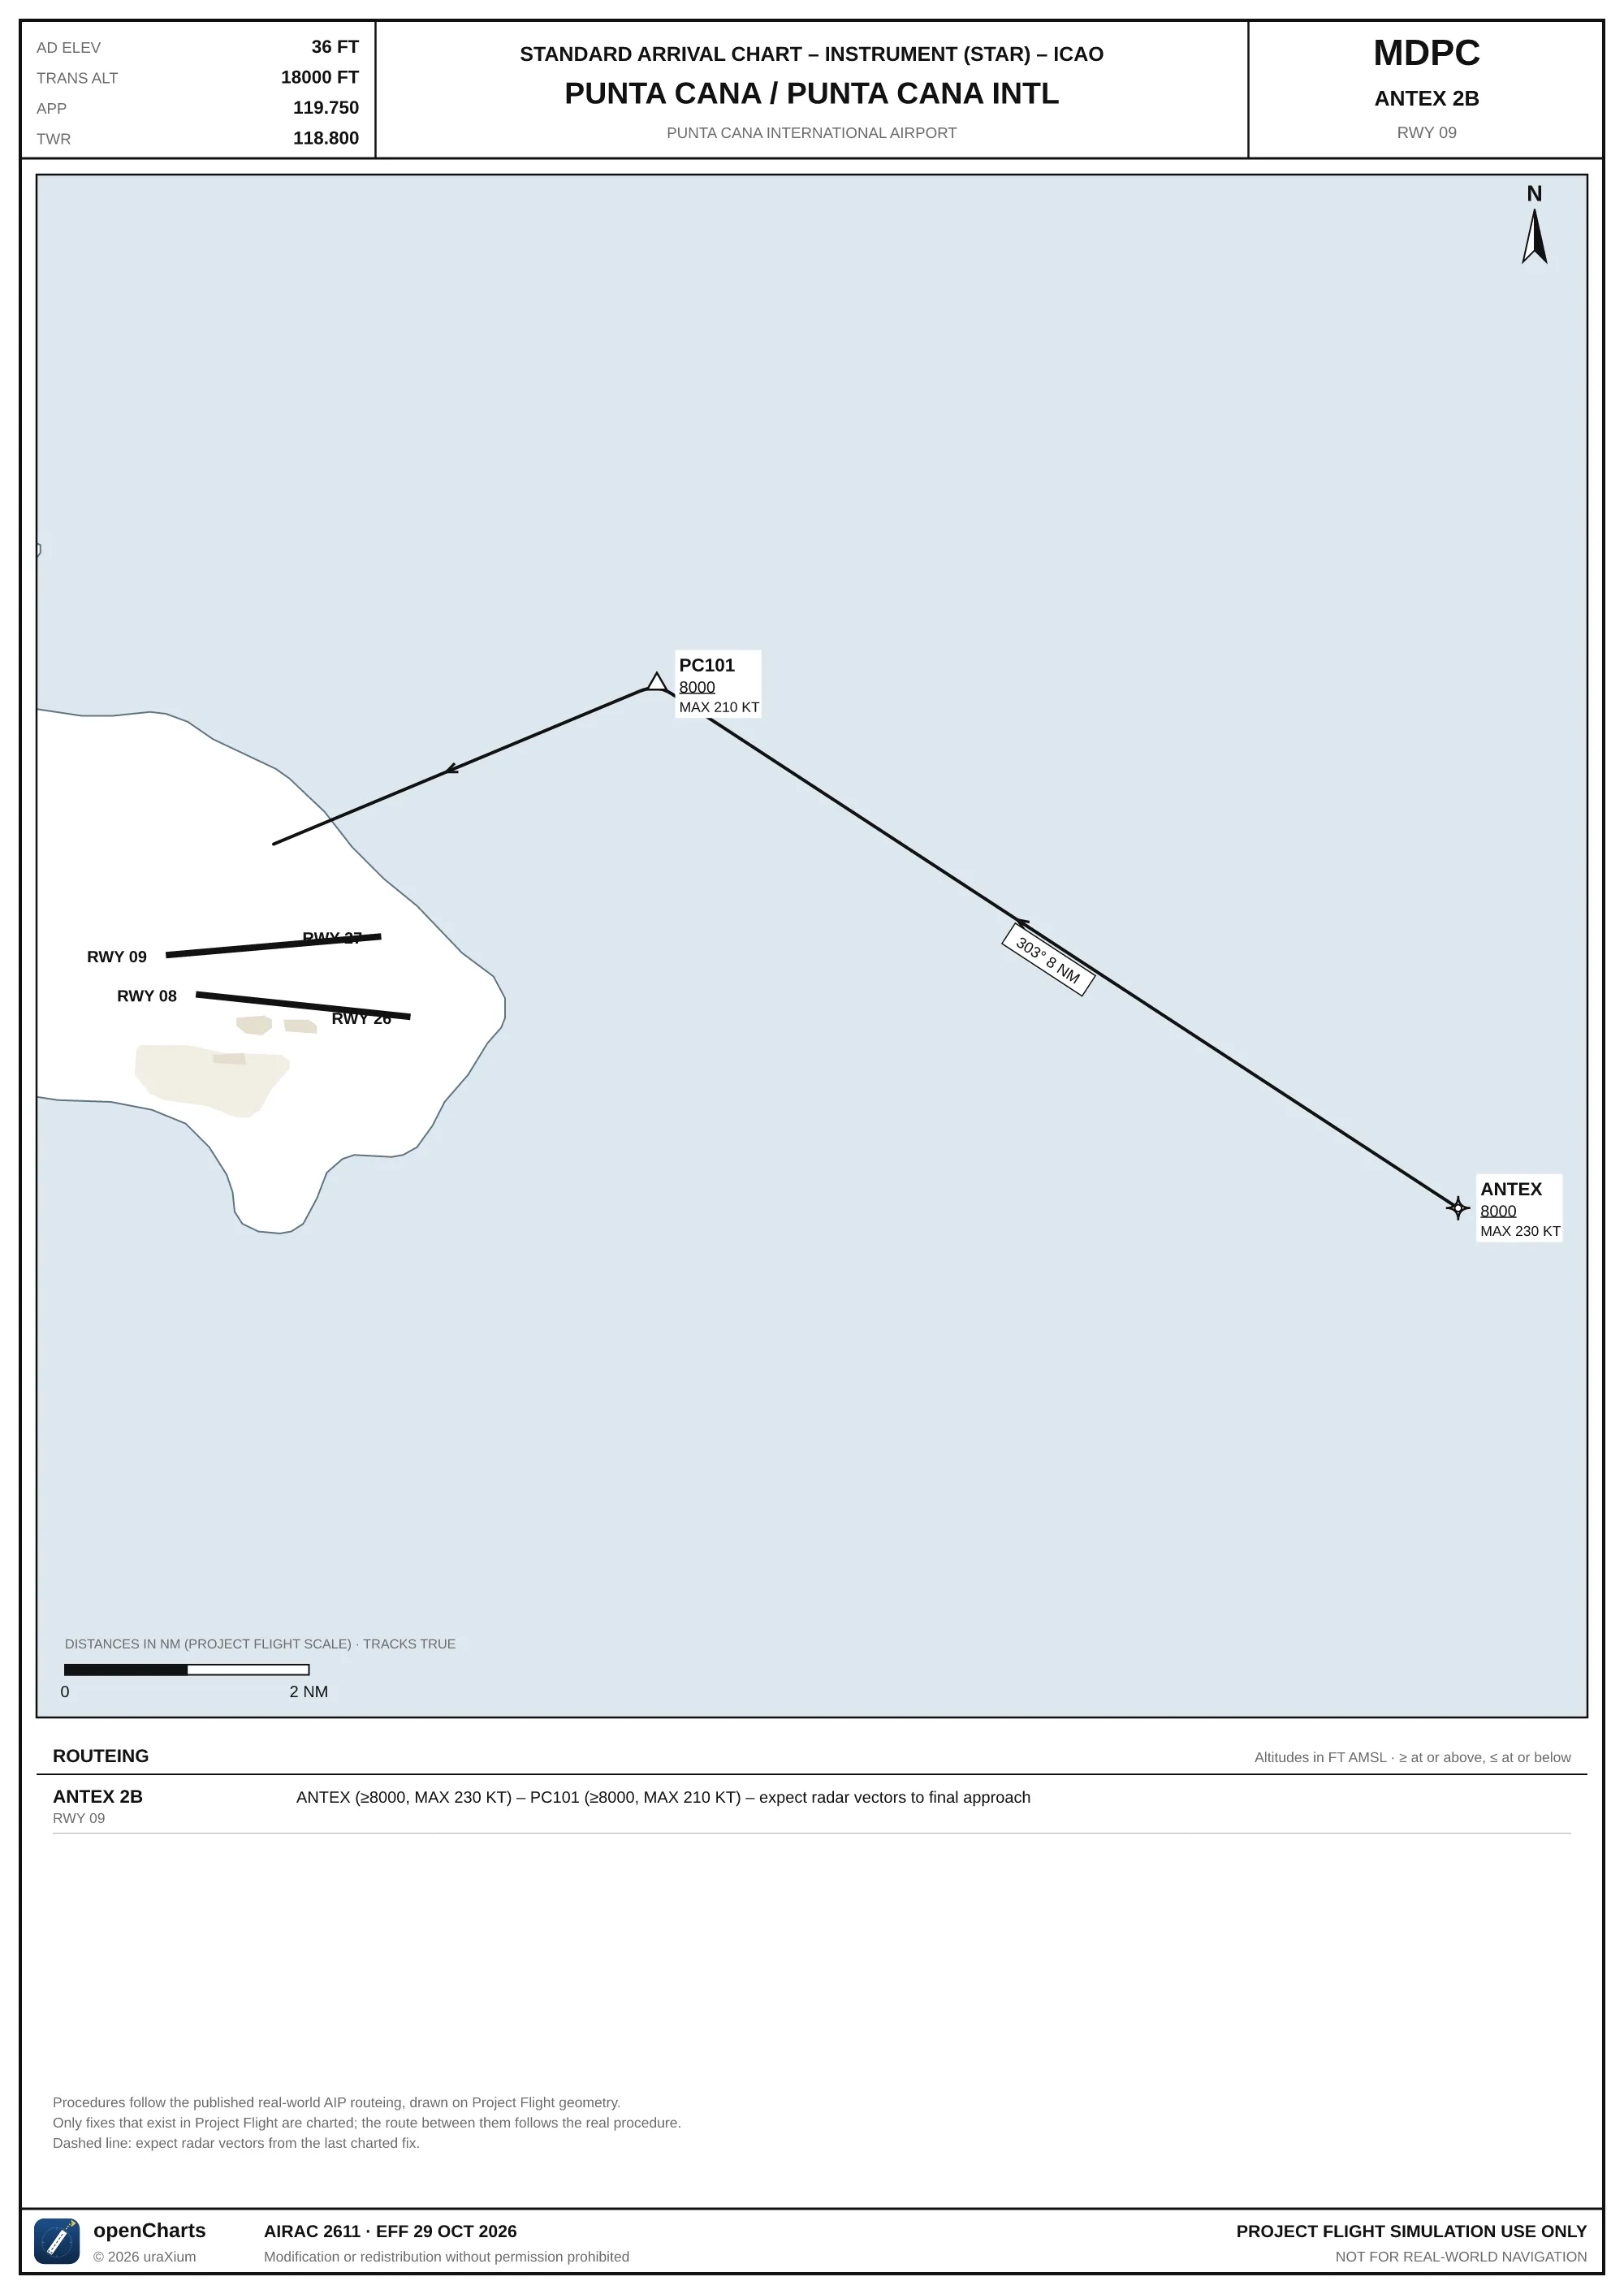 AD ELEV 36 FT
TRANS ALT 18000 FT
APP 119.750
TWR 118.800
STANDARD ARRIVAL CHART – INSTRUMENT (STAR) – ICAO
PUNTA CANA / PUNTA CANA INTL
PUNTA CANA INTERNATIONAL AIRPORT
MDPC
ANTEX 2B
RWY 09
N
PC101
8000
MAX 210 KT
RWY 27
RWY 09
303° 8 NM
RWY 08
RWY 26
ANTEX
8000
MAX 230 KT
DISTANCES IN NM (PROJECT FLIGHT SCALE) · TRACKS TRUE
0 2 NM
ROUTEING
Altitudes in FT AMSL · ≥ at or above, ≤ at or below
ANTEX 2B
ANTEX (≥8000, MAX 230 KT) – PC101 (≥8000, MAX 210 KT) – expect radar vectors to final approach
RWY 09
Procedures follow the published real-world AIP routeing, drawn on Project Flight geometry.
Only fixes that exist in Project Flight are charted; the route between them follows the real procedure.
Dashed line: expect radar vectors from the last charted fix.
openCharts
© 2026 uraXium
AIRAC 2611 · EFF 29 OCT 2026
Modification or redistribution without permission prohibited
PROJECT FLIGHT SIMULATION USE ONLY
NOT FOR REAL-WORLD NAVIGATION